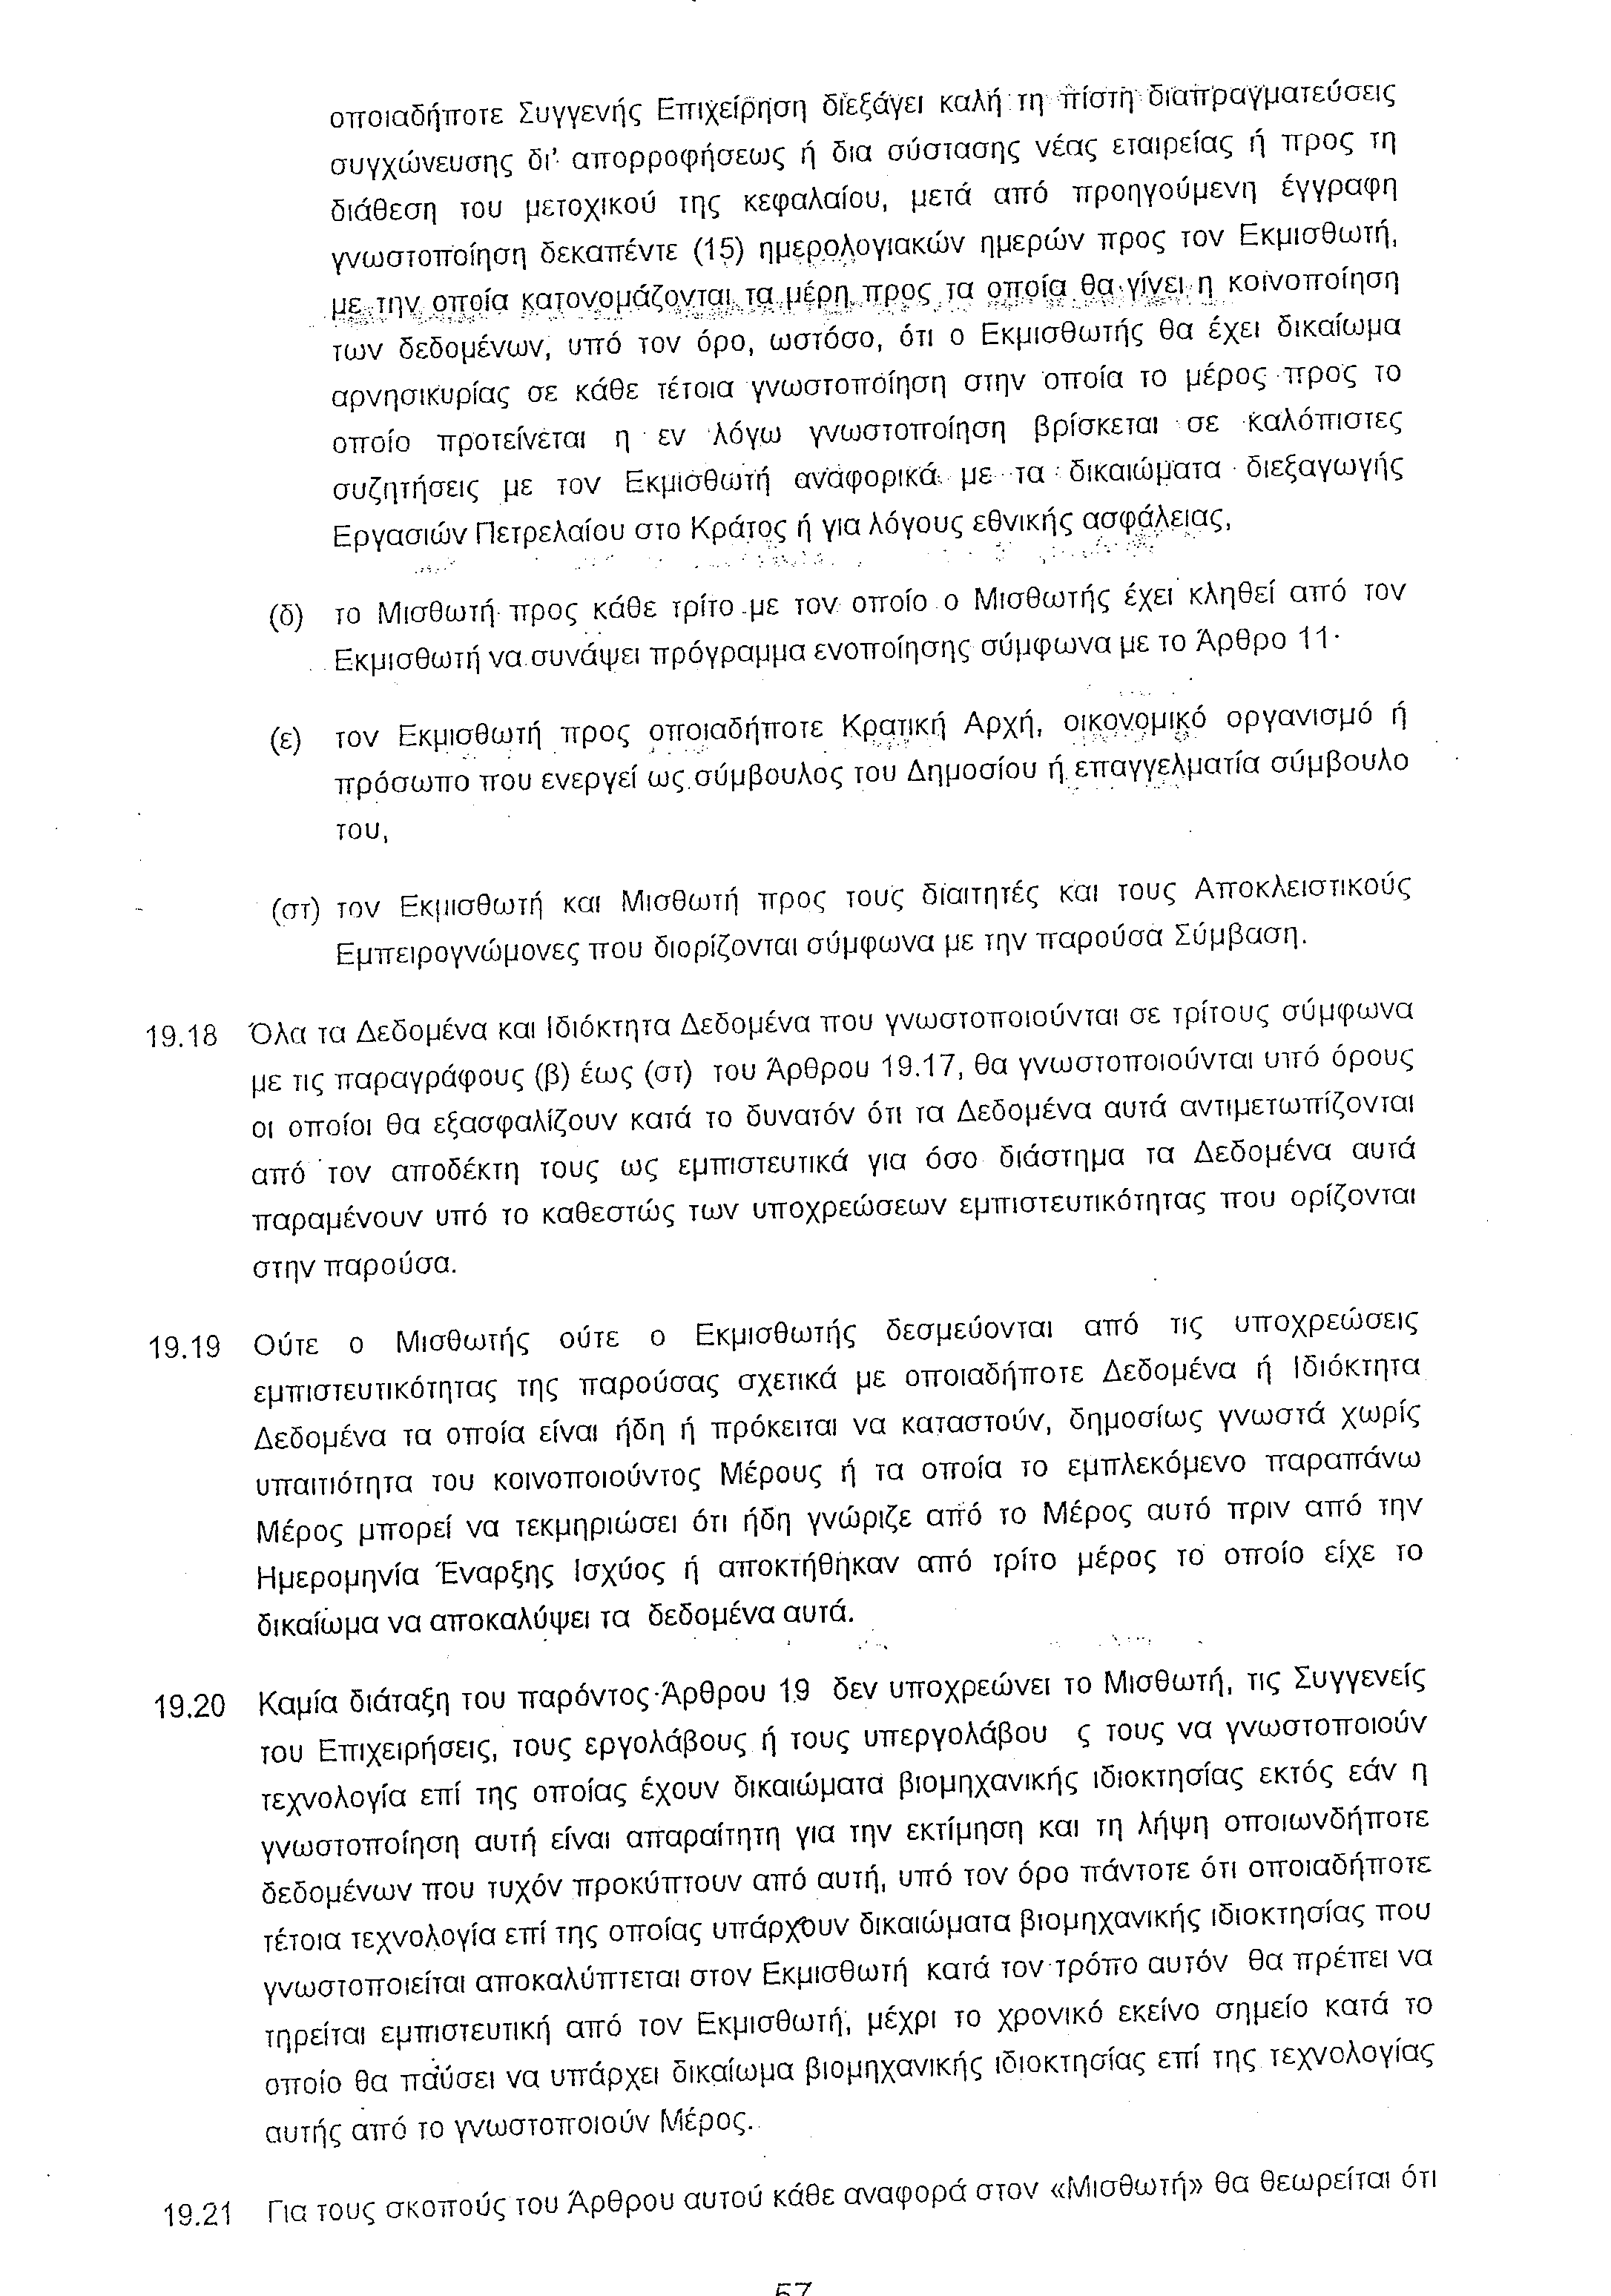 οποιαδήποτε Συγγενής Επιχείρηση διεξάγει καλή τη πίστη διαπραγματεύσεις
συγχώνευσης δι' απορροφήσεως ή δια σύστασης νέας εταιρείας ή προς τη
διάθεση του μετοχικού της κεφαλαίου, μετά από προηγούμενη έγγραφη
γνωστοποίηση δεκαπέντε (15) ημερολογιακών ημερών προς τον Εκμισθωτή,
με την οποία κατονομάζονται τα μέρη προς τα οποία θα γίνει η κοινοποίηση
των δεδομένων, υπό τον όρο, ωστόσο, ότι ο Εκμισθωτής θα έχει δικαίωμα
αρνησικυρίας σε κάθε τέτοια γνωστοποίηση στην οποία το μέρος προς το
οποίο προτείνεται η εν λόγω γνωστοποίηση βρίσκεται σε καλόπιστες
συζητήσεις με τον Εκμισθωτή αναφορικά με τα δικαιώματα διεξαγωγής
Εργασιών Πετρελαίου στο Κράτος ή για λόγους εθνικής ασφάλειας,
(δ) το Μισθωτή προς κάθε τρίτο με τον οποίο ο Μισθωτής έχει κληθεί από τον
Εκμισθωτή να συνάψει πρόγραμμα ενοποίησης σύμφωνα με το Άρθρο 11·
(ε) τον Εκμισθωτή προς οποιαδήποτε Κρατική Αρχή, οικονομικό οργανισμό ή
πρόσωπο που ενεργεί ως σύμβουλος του Δημοσίου ή επαγγελματία σύμβουλο
του,
(στ) τον Εκμισθωτή και Μισθωτή προς τους διαιτητές και τους Αποκλειστικούς
Εμπειρογνώμονες που διορίζονται σύμφωνα με την παρούσα Σύμβαση.
19.18 Όλα τα Δεδομένα και Ιδιόκτητα Δεδομένα που γνωστοποιούνται σε τρίτους σύμφωνα
με τις παραγράφους (β) έως (στ) του Άρθρου 19.17, θα γνωστοποιούνται υπό όρους
οι οποίοι θα εξασφαλίζουν κατά το δυνατόν ότι τα Δεδομένα αυτά αντιμετωπίζονται
από τον αποδέκτη τους ως εμπιστευτικά για όσο διάστημα τα Δεδομένα αυτά
παραμένουν υπό το καθεστώς των υποχρεώσεων εμπιστευτικότητας που ορίζονται
στην παρούσα.
19.19 Ούτε ο Μισθωτής ούτε ο Εκμισθωτής δεσμεύονται από τις υποχρεώσεις
εμπιστευτικότητας της παρούσας σχετικά με οποιαδήποτε Δεδομένα ή Ιδιόκτητα
Δεδομένα τα οποία είναι ήδη ή πρόκειται να καταστούν, δημοσίως γνωστά χωρίς
υπαιτιότητα του κοινοποιούντος Μέρους ή τα οποία το εμπλεκόμενο παραπάνω
Μέρος μπορεί να τεκμηριώσει ότι ήδη γνώριζε από το Μέρος αυτό πριν από την
Ημερομηνία Έναρξης Ισχύος ή αποκτήθηκαν από τρίτο μέρος το οποίο είχε το
δικαίωμα να αποκαλύψει τα δεδομένα αυτά.
19.20 Καμία διάταξη του παρόντος Άρθρου 19 δεν υποχρεώνει το Μισθωτή, τις Συγγενείς
του Επιχειρήσεις, τους εργολάβους ή τους υπεργολάβου ς τους να γνωστοποιούν
τεχνολογία επί της οποίας έχουν δικαιώματα βιομηχανικής ιδιοκτησίας εκτός εάν η
γνωστοποίηση αυτή είναι απαραίτητη για την εκτίμηση και τη λήψη οποιωνδήποτε
δεδομένων που τυχόν προκύπτουν από αυτή, υπό τον όρο πάντοτε ότι οποιαδήποτε
τέτοια τεχνολογία επί της οποίας υπάρχουν δικαιώματα βιομηχανικής ιδιοκτησίας που
γνωστοποιείται αποκαλύπτεται στον Εκμισθωτή κατά τον τρόπο αυτόν θα πρέπει να
τηρείται εμπιστευτική από τον Εκμισθωτή, μέχρι το χρονικό εκείνο σημείο κατά το
οποίο θα παύσει να υπάρχει δικαίωμα βιομηχανικής ιδιοκτησίας επί της τεχνολογίας
αυτής από το γνωστοποιούν Μέρος.
19.21 Για τους σκοπούς του Άρθρου αυτού κάθε αναφορά στον «Μισθωτή» θα θεωρείται ότι
57